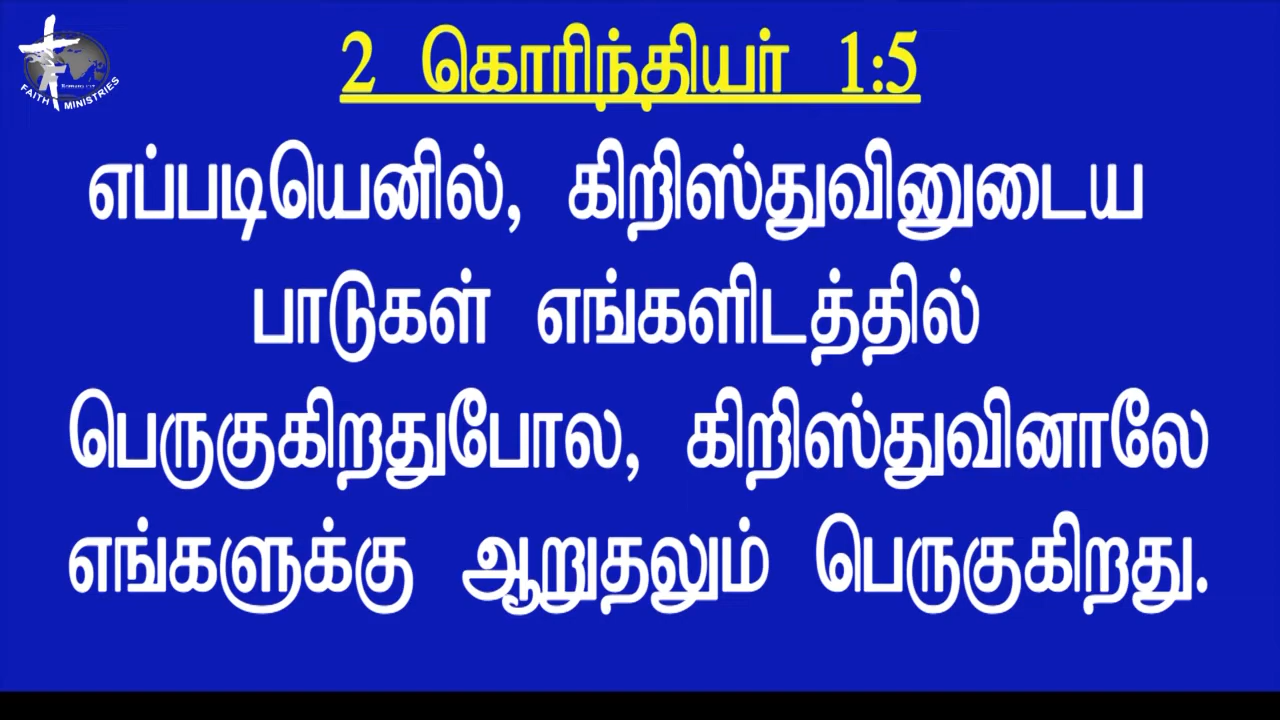 2 கொரிந்தியர் 1:5
எப்படியெனில், கிறிஸ்துவினுடைய
பாடுகள் எங்களிடத்தில்
பெருகுகிறதுபோல, கிறிஸ்துவினாலே
எங்களுக்கு ஆறுதலும் பெருகுகிறது.
FAITH MINISTRIES